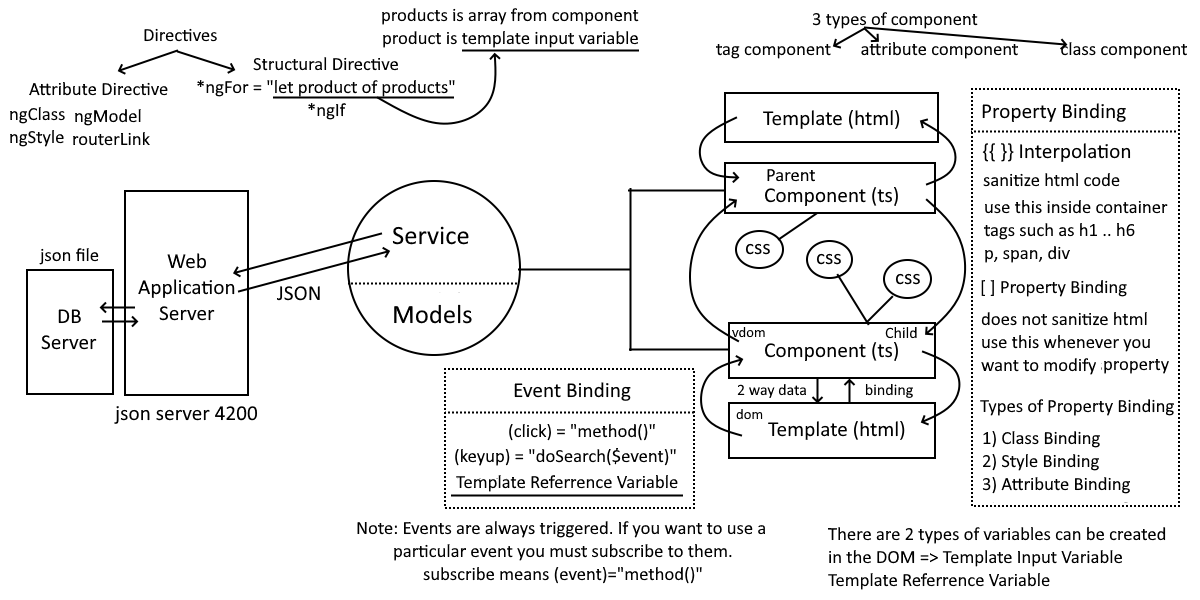 Directives
Attribute Directive
ngClass ngModel
ngStyle routerLink
Structural Directive
*ngFor = "let product of products"
*ngIf
products is array from component
product is template input variable
3 types of component
tag component attribute component class component
json file
DB
Server
Web
Application
Server
json server 4200
JSON
Service
Models
Template (html)
Parent
Component (ts)
css
css
css
vdom Child
Component (ts)
2 way data binding
dom
Template (html)
Event Binding
(click) = "method()"
(keyup) = "doSearch($event)"
Template Referrence Variable
Note: Events are always triggered. If you want to use a
particular event you must subscribe to them.
subscribe means (event)="method()"
Property Binding
{{ }} Interpolation
sanitize html code
use this inside container
tags such as h1 .. h6
p, span, div
[ ] Property Binding
does not sanitize html
use this whenever you
want to modify property
Types of Property Binding
1) Class Binding
2) Style Binding
3) Attribute Binding
There are 2 types of variables can be created
in the DOM => Template Input Variable
Template Referrence Variable